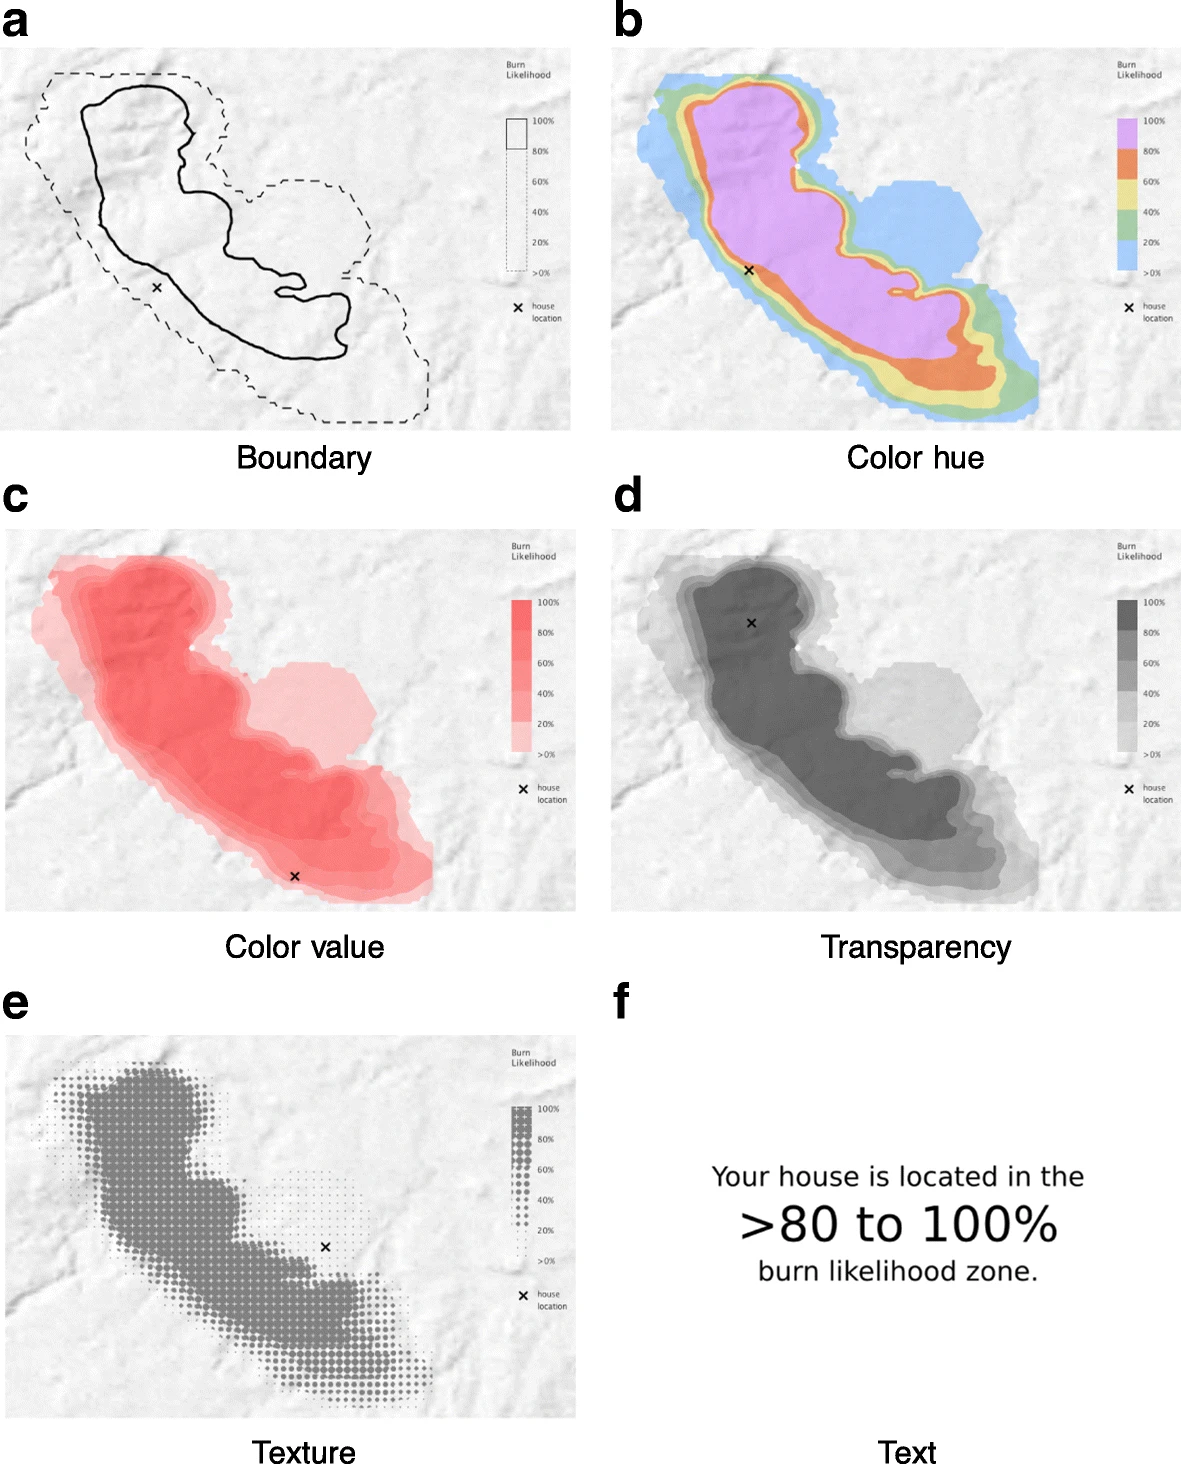 a
Burn
Likelihood
100%
80%
60%
40%
20%
>0%
house
location
Boundary
b
Burn
Likelihood
100%
80%
60%
40%
20%
>0%
house
location
Color hue
c
Burn
Likelihood
100%
80%
60%
40%
20%
>0%
house
location
Color value
d
Burn
Likelihood
100%
80%
60%
40%
20%
>0%
house
location
Transparency
e
Burn
Likelihood
100%
80%
60%
40%
20%
>0%
house
location
Texture
f
Your house is located in the
>80 to 100%
burn likelihood zone.
Text